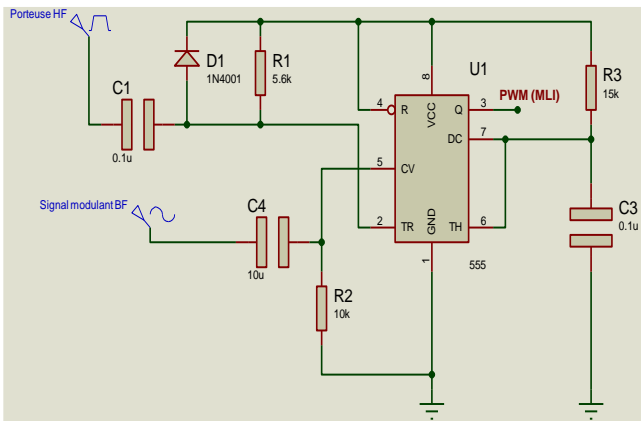 Porteuse HF
D1
1N4001
R1
5.6k
U1
R3
15k
C1
0.1u
8
VCC
4
R
Q
3
PWM (MLI)
DC
7
5
CV
Signal modulant BF
C4
10u
2
TR
GND
TH
6
1
555
C3
0.1u
R2
10k